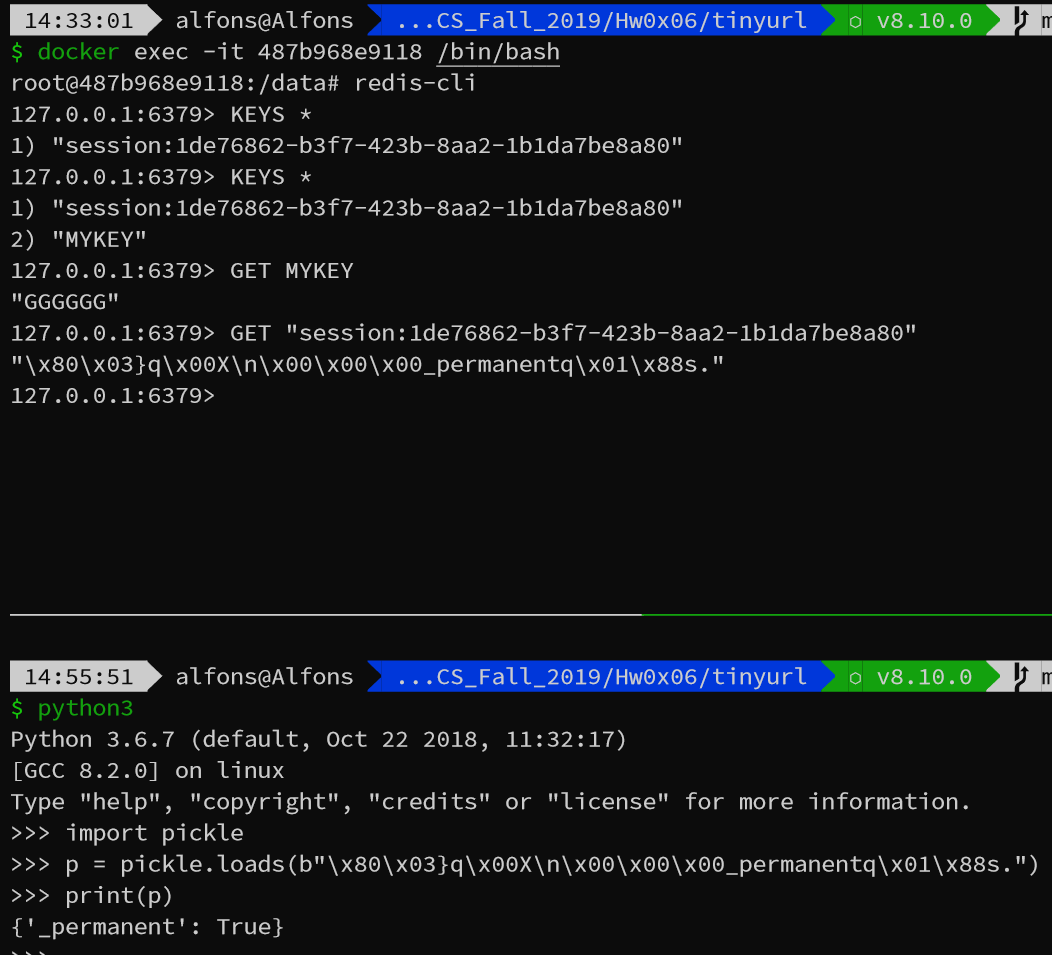 14:33:01 alfons@Alfons ...CS_Fall_2019/Hw0x06/tinyurl v8.10.0 m
$ docker exec -it 487b968e9118 /bin/bash
root@487b968e9118:/data# redis-cli
127.0.0.1:6379> KEYS *
1) "session:1de76862-b3f7-423b-8aa2-1b1da7be8a80"
127.0.0.1:6379> KEYS *
1) "session:1de76862-b3f7-423b-8aa2-1b1da7be8a80"
2) "MYKEY"
127.0.0.1:6379> GET MYKEY
"GGGGGG"
127.0.0.1:6379> GET "session:1de76862-b3f7-423b-8aa2-1b1da7be8a80"
"\x80\x03}q\x00X\n\x00\x00\x00_permanentq\x01\x88s."
127.0.0.1:6379>
14:55:51 alfons@Alfons ...CS_Fall_2019/Hw0x06/tinyurl v8.10.0 m
$ python3
Python 3.6.7 (default, Oct 22 2018, 11:32:17)
[GCC 8.2.0] on linux
Type "help", "copyright", "credits" or "license" for more information.
>>> import pickle
>>> p = pickle.loads(b"\x80\x03}q\x00X\n\x00\x00\x00_permanentq\x01\x88s.")
>>> print(p)
{'_permanent': True}
>>>